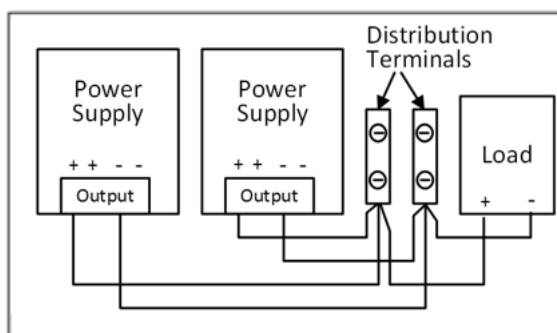 Distribution
Terminals
Power
Supply
+ + - -
Output
Power
Supply
+ + - -
Output
Load
+ -